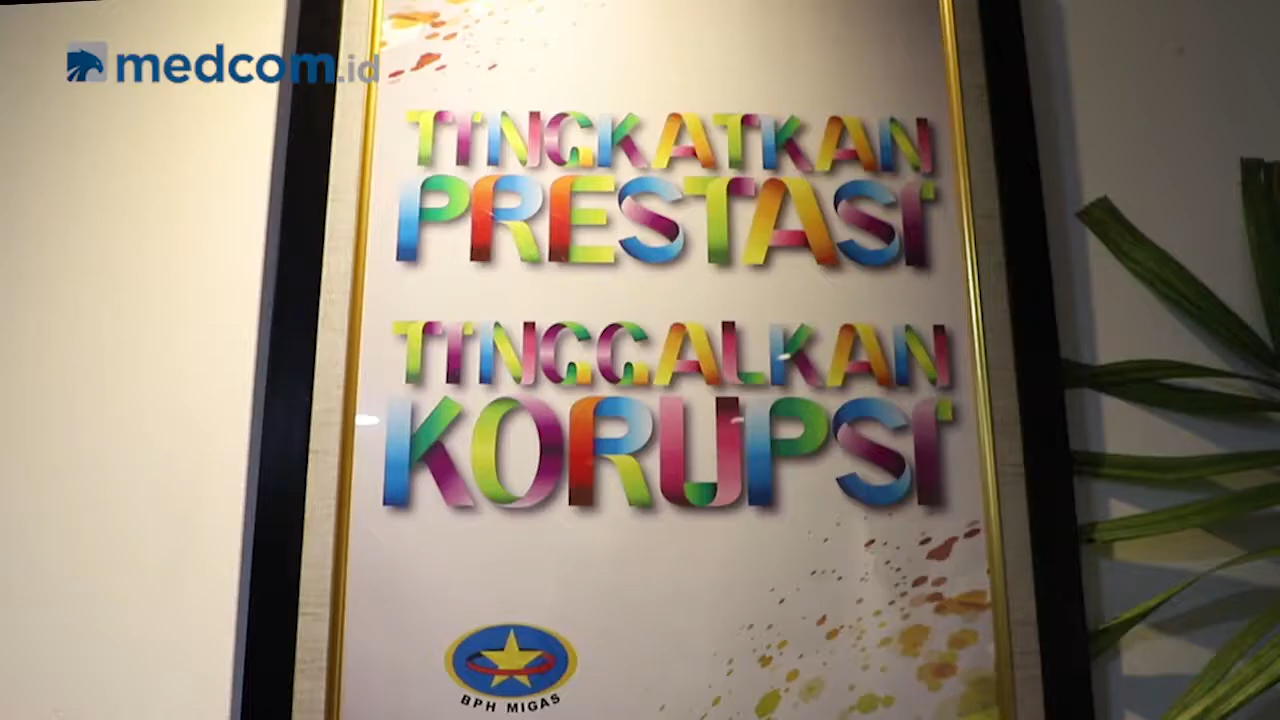 medcom.id
TINGKATKAN
PRESTASI
TINGGALKAN
KORUPSI
BPH MIGAS